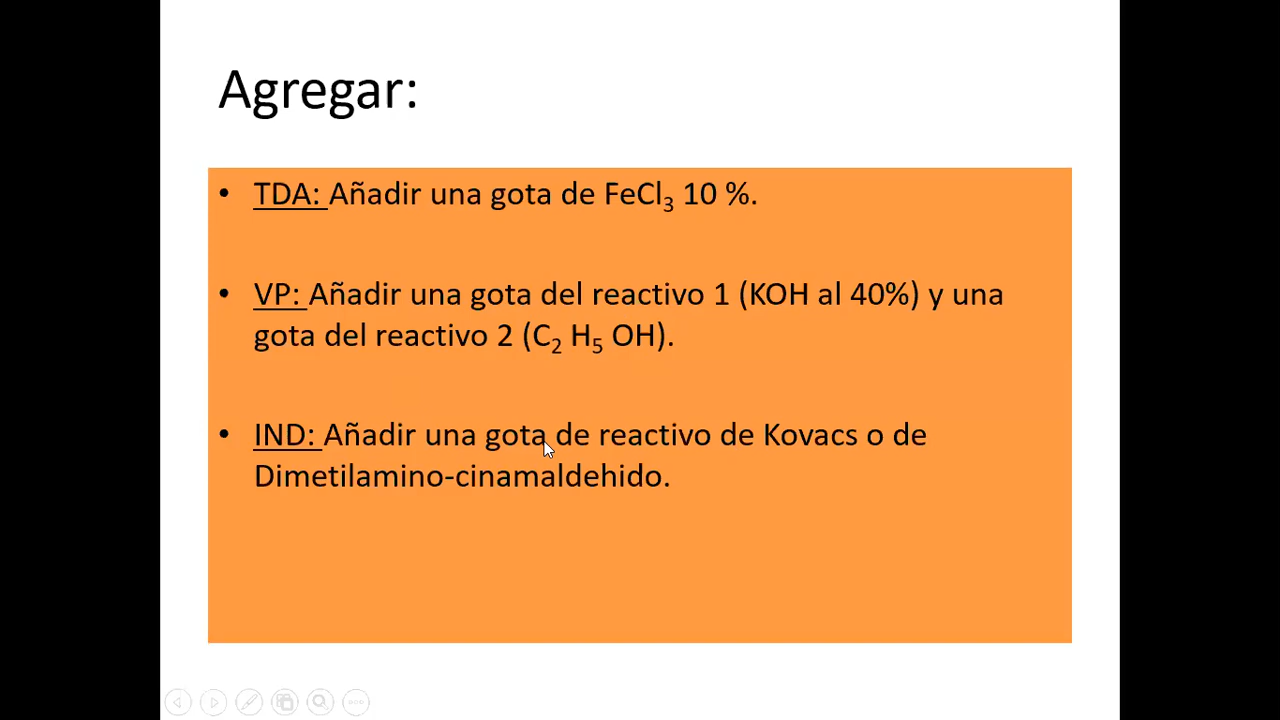 Agregar:
• TDA: Añadir una gota de FeCl₃ 10 %.
• VP: Añadir una gota del reactivo 1 (KOH al 40%) y una
gota del reactivo 2 (C₂ H₅ OH).
• IND: Añadir una gota de reactivo de Kovacs o de
Dimetilamino-cinamaldehido.